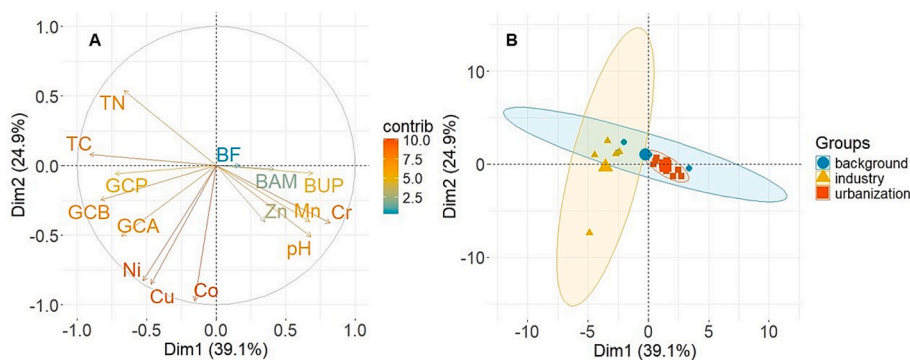 A
1.0
0.5
0.0
-0.5
-1.0
Dim2 (24.9%)
TN
TC
BF
GCP
BAM
BUP
GCB
Zn
Mn
Cr
GCA
pH
Ni
Cu
Co
-1.0 -0.5 0.0 0.5 1.0
Dim1 (39.1%)
contrib
10.0
7.5
5.0
2.5
B
10
0
-10
Dim2 (24.9%)
-10 -5 0 5 10
Dim1 (39.1%)
Groups
background
industry
urbanization